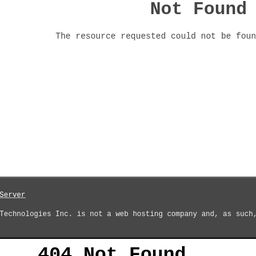 Not Found
The resource requested could not be foun
Server
Technologies Inc. is not a web hosting company and, as such,
404 Not Found